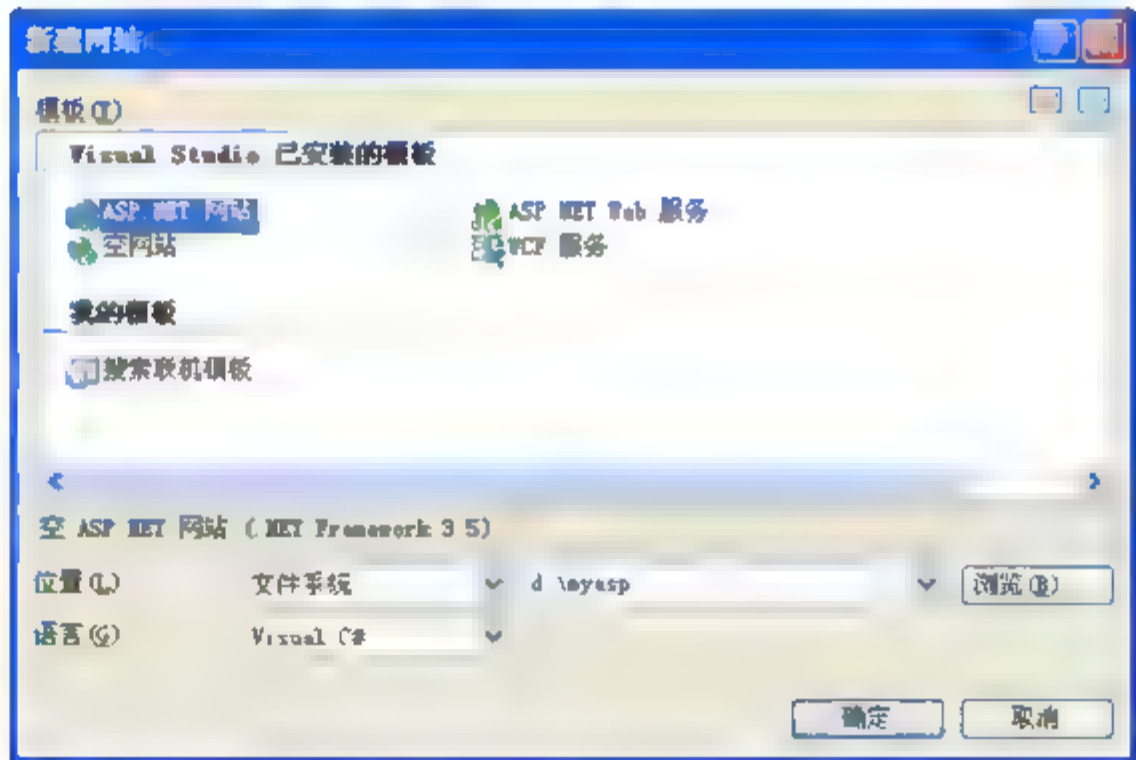 新建网站
模板(T)
Visual Studio 已安装的模板
ASP.NET 网站 ASP NET Web 服务
空网站 WCF 服务
我的模板
搜索联机模板
空 ASP NET 网站 ( NET Framework 3 5)
位置(L) 文件系统 d \myasp 浏览(B)
语言(G) Visual C#
确定 取消